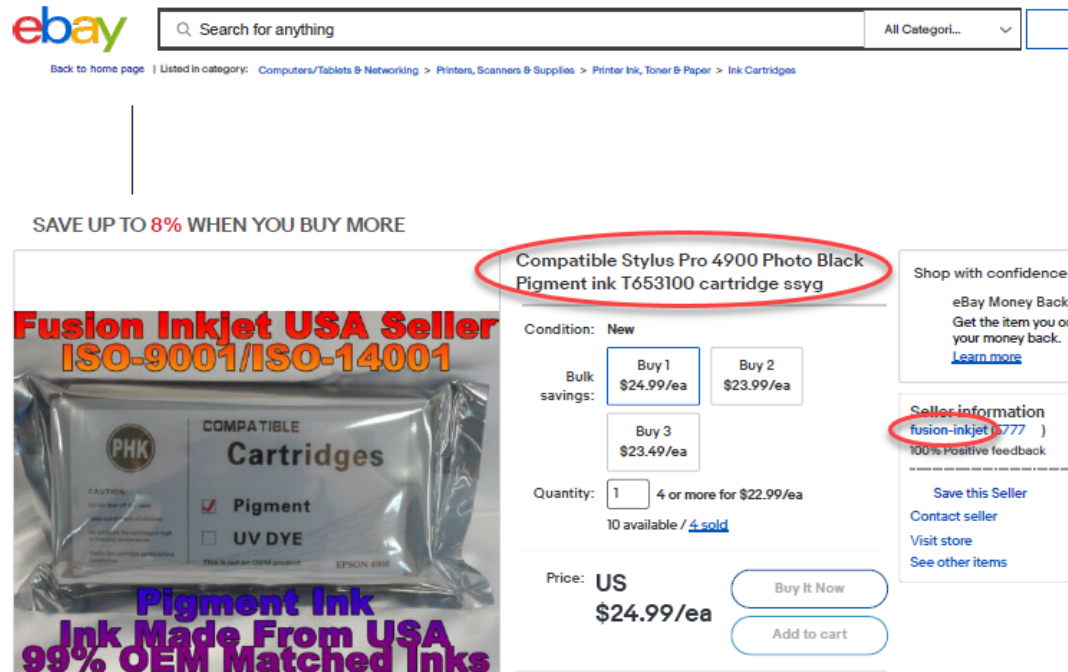 ebay
Search for anything
All Categori...
Back to home page | Listed in category: Computers/Tablets & Networking > Printers, Scanners & Supplies > Printer Ink, Toner & Paper > Ink Cartridges
SAVE UP TO 8% WHEN YOU BUY MORE
Fusion Inkjet USA Seller
ISO-9001/ISO-14001
PHK
COMPATIBLE
Cartridges
CAUTION
Pigment
UV DYE
This is not an OEM product
EPSON 4900
Pigment Ink
Ink Made From USA
99% OEM Matched Inks
Compatible Stylus Pro 4900 Photo Black
Pigment ink T653100 cartridge ssyg
Condition: New
Bulk savings:
Buy 1
$24.99/ea
Buy 2
$23.99/ea
Buy 3
$23.49/ea
Quantity: 1 4 or more for $22.99/ea
10 available / 4 sold
Price: US
$24.99/ea
Buy It Now
Add to cart
Shop with confidence
eBay Money Back
Get the item you or
your money back.
Learn more
Seller information
fusion-inkjet (5777 )
100% Positive feedback
Save this Seller
Contact seller
Visit store
See other items